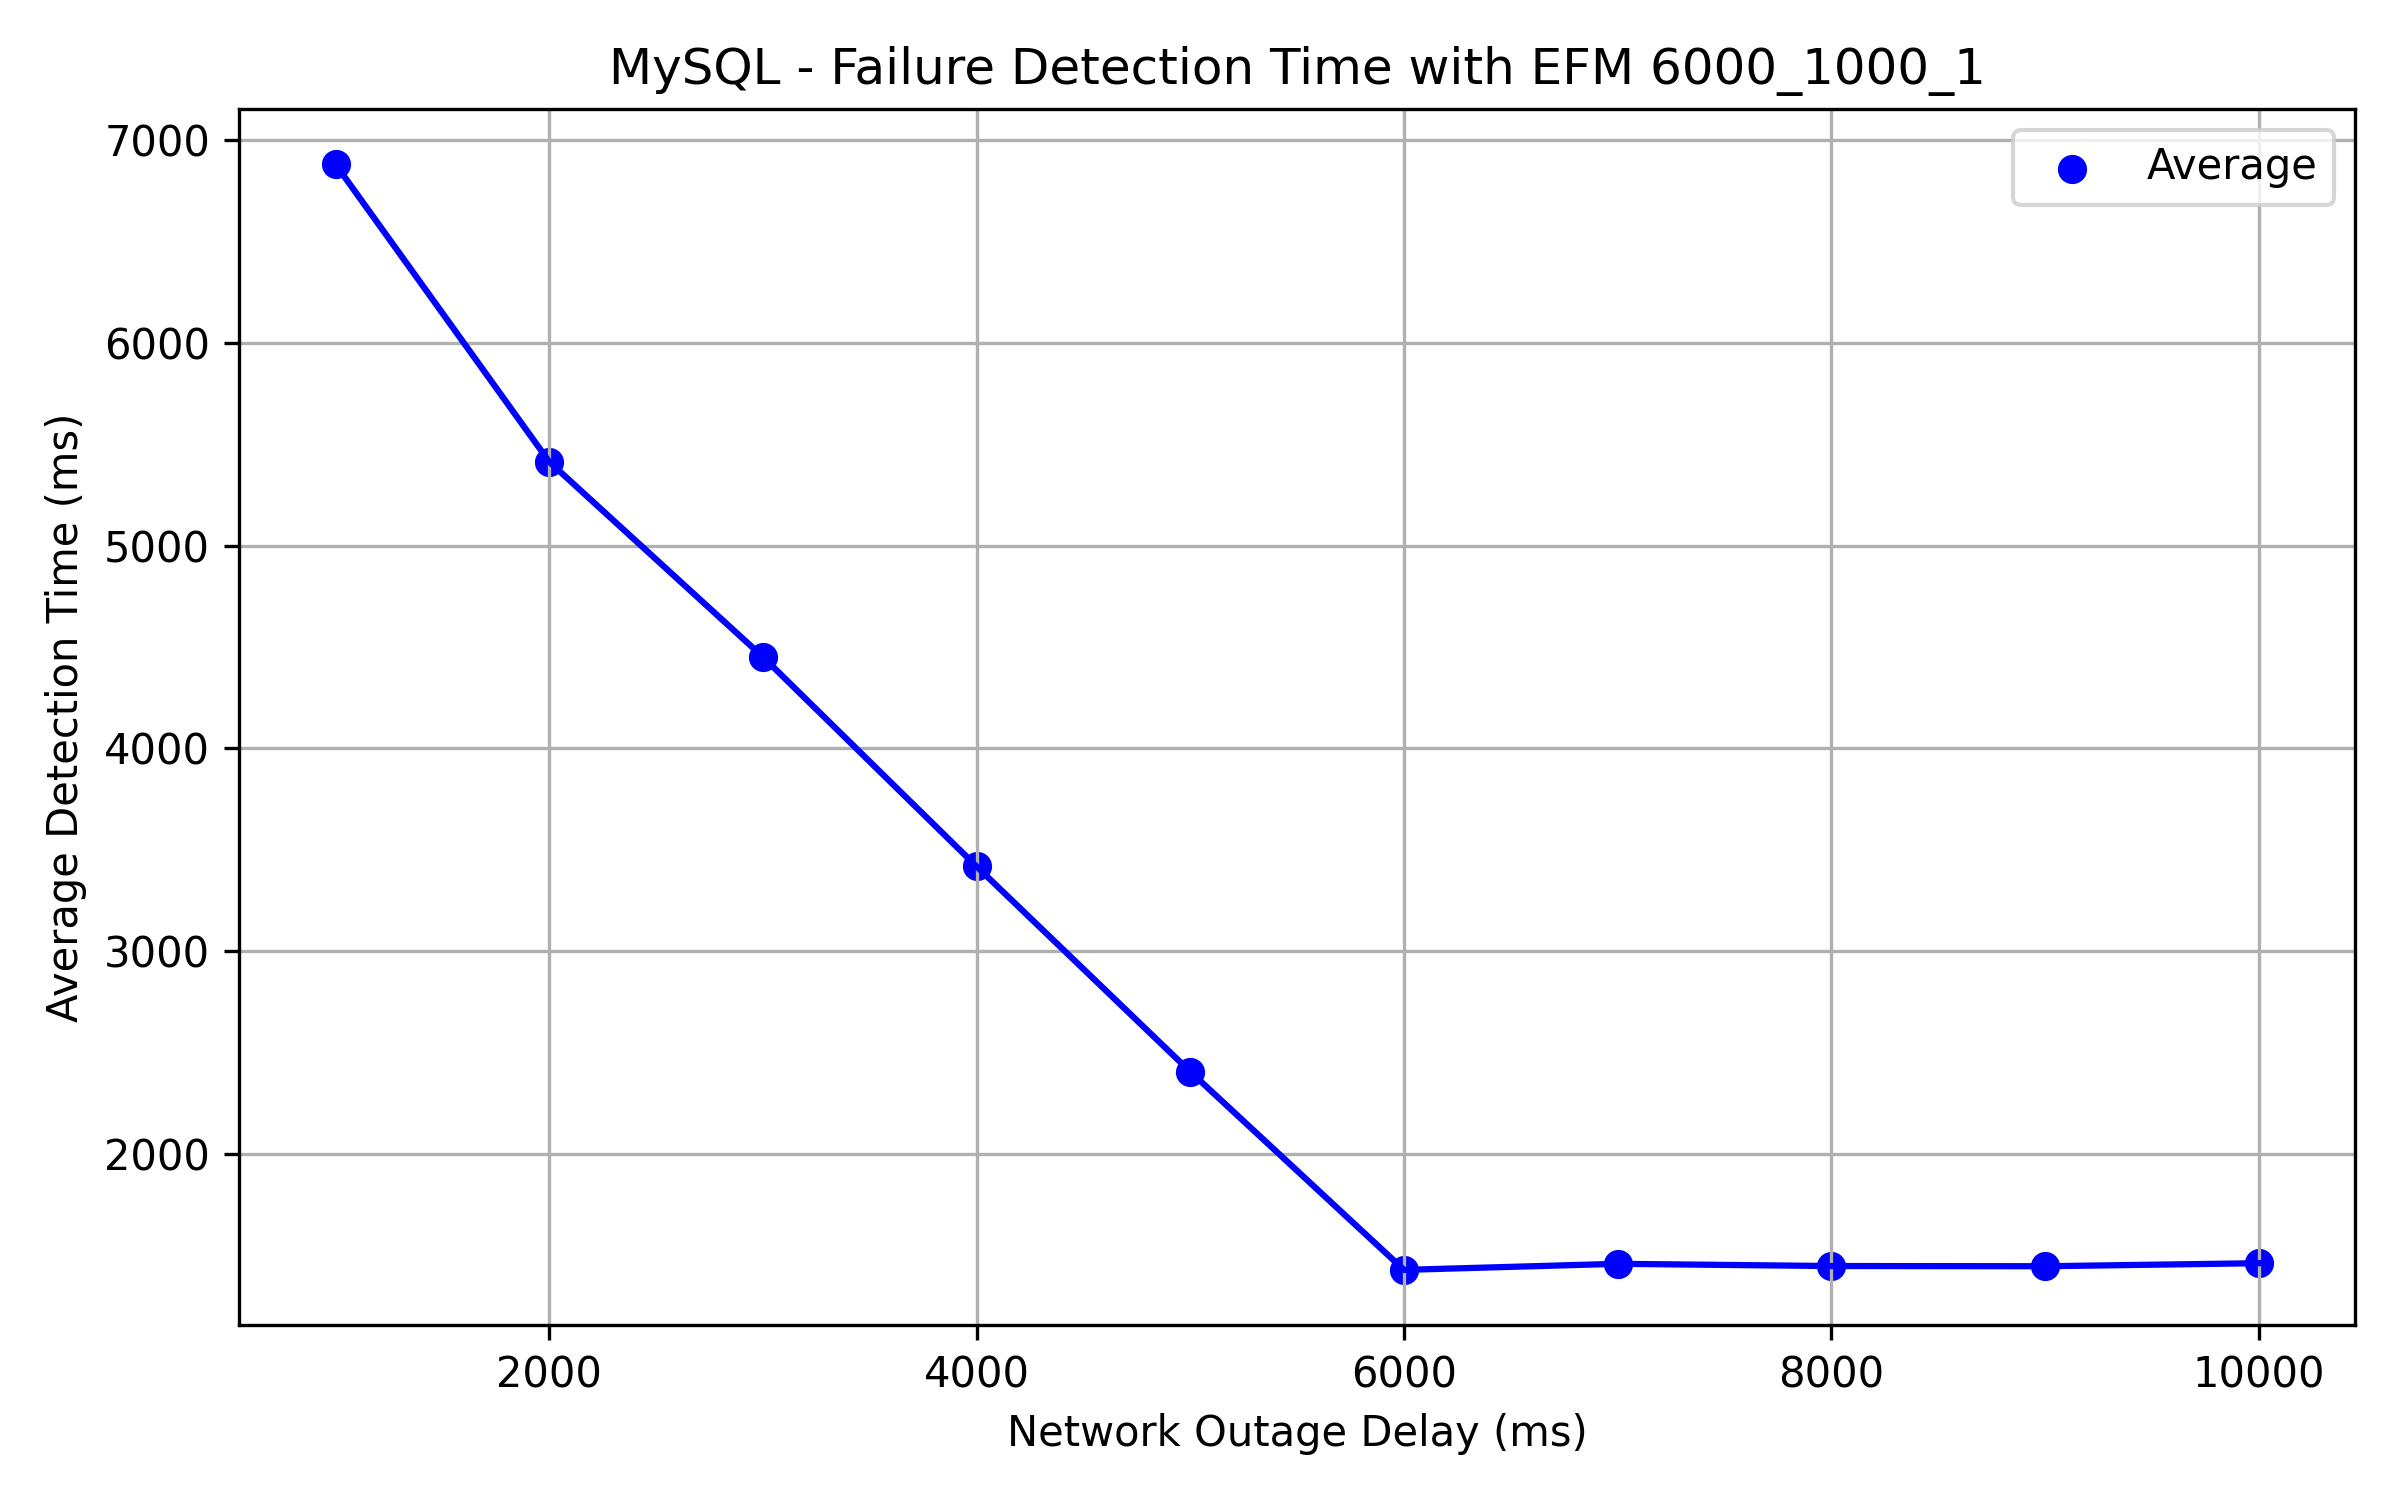 MySQL - Failure Detection Time with EFM 6000_1000_1
Average
7000
6000
5000
4000
3000
2000
Average Detection Time (ms)
2000 4000 6000 8000 10000
Network Outage Delay (ms)